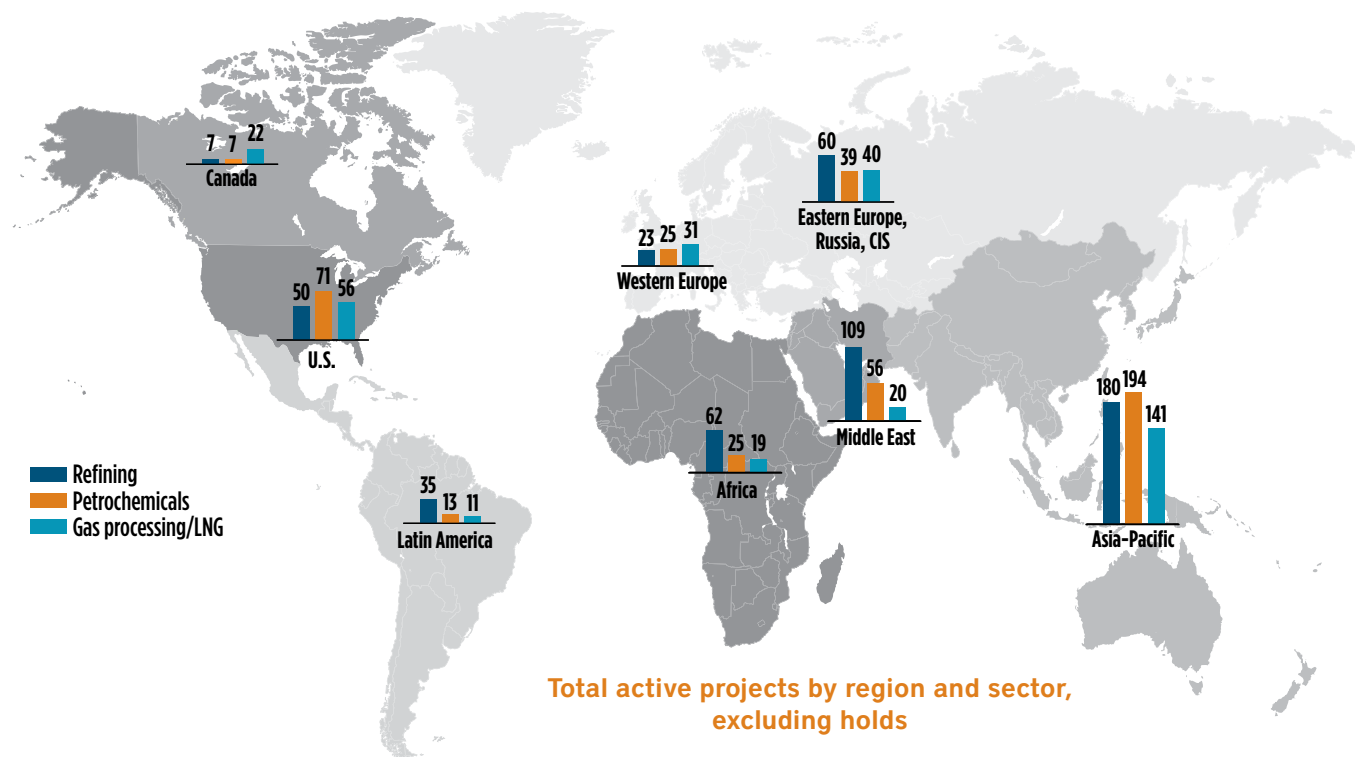 7 7 22
Canada
60 39 40
Eastern Europe,
Russia, CIS
23 25 31
Western Europe
50 71 56
U.S.
109 56 20
Middle East
180 194 141
Asia-Pacific
62 25 19
Africa
35 13 11
Latin America
Refining
Petrochemicals
Gas processing/LNG
Total active projects by region and sector,
excluding holds